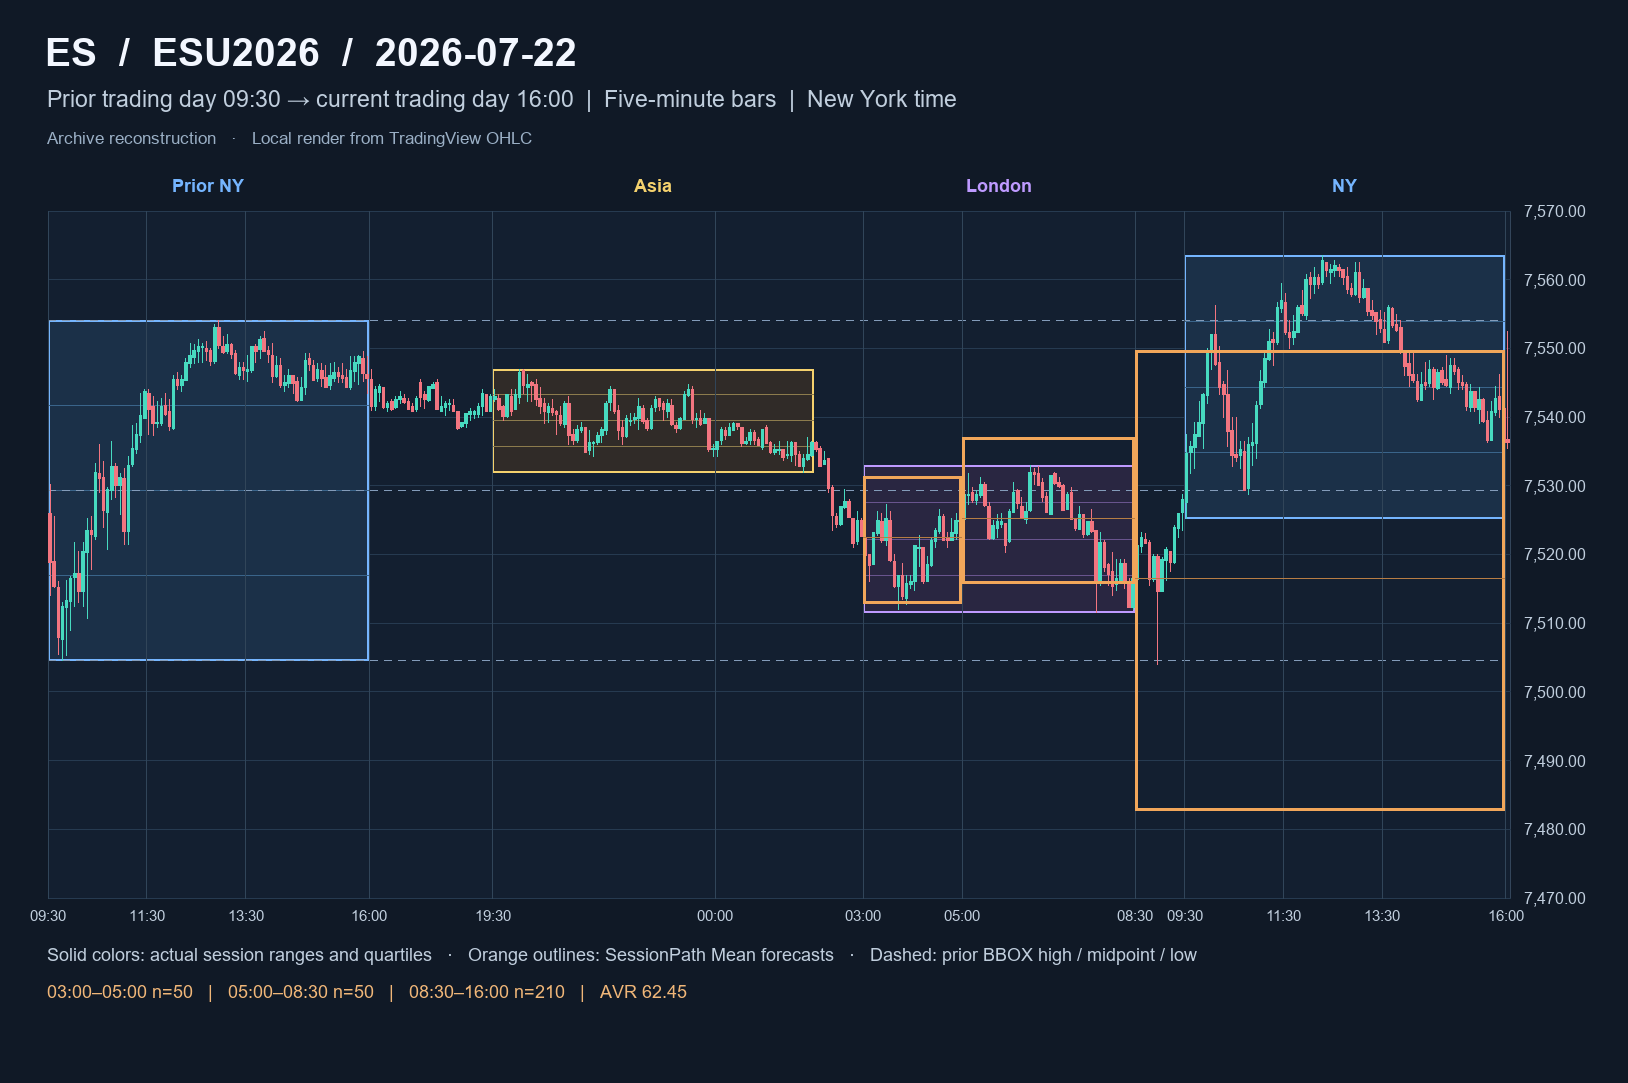 ES / ESU2026 / 2026-07-22
Prior trading day 09:30 → current trading day 16:00 | Five-minute bars | New York time
Archive reconstruction · Local render from TradingView OHLC
Prior NY Asia London NY
7,570.00
7,560.00
7,550.00
7,540.00
7,530.00
7,520.00
7,510.00
7,500.00
7,490.00
7,480.00
7,470.00
09:30 11:30 13:30 16:00 19:30 00:00 03:00 05:00 08:30 09:30 11:30 13:30 16:00
Solid colors: actual session ranges and quartiles · Orange outlines: SessionPath Mean forecasts · Dashed: prior BBOX high / midpoint / low
03:00–05:00 n=50 | 05:00–08:30 n=50 | 08:30–16:00 n=210 | AVR 62.45